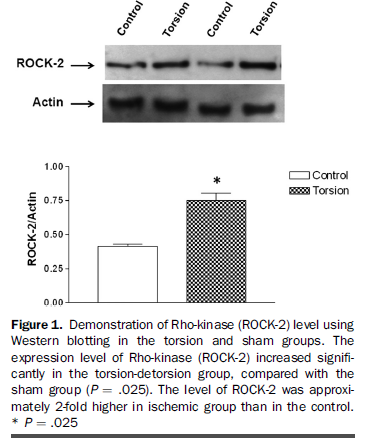 Control
Torsion
Control
Torsion
ROCK-2
Actin
ROCK-2/Actin
1.00
0.75
0.50
0.25
0.00
*
Control
Torsion
Figure 1. Demonstration of Rho-kinase (ROCK-2) level using
Western blotting in the torsion and sham groups. The
expression level of Rho-kinase (ROCK-2) increased signifi-
cantly in the torsion-detorsion group, compared with the
sham group (P = .025). The level of ROCK-2 was approxi-
mately 2-fold higher in ischemic group than in the control.
* P = .025